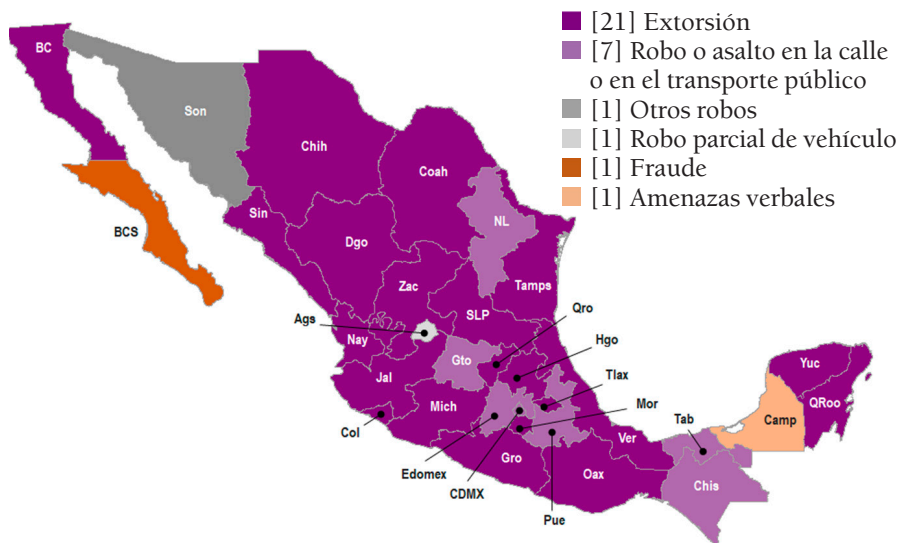 [21] Extorsión
[7] Robo o asalto en la calle
o en el transporte público
[1] Otros robos
[1] Robo parcial de vehículo
[1] Fraude
[1] Amenazas verbales
BC
Son
Chih
Coah
Sin
NL
BCS
Dgo
Zac
Tamps
Ags
SLP
Qro
Nay
Hgo
Gto
Jal
Tlax
Yuc
Mich
Mor
QRoo
Col
Tab
Camp
Ver
Edomex
Gro
Oax
Chis
CDMX
Pue